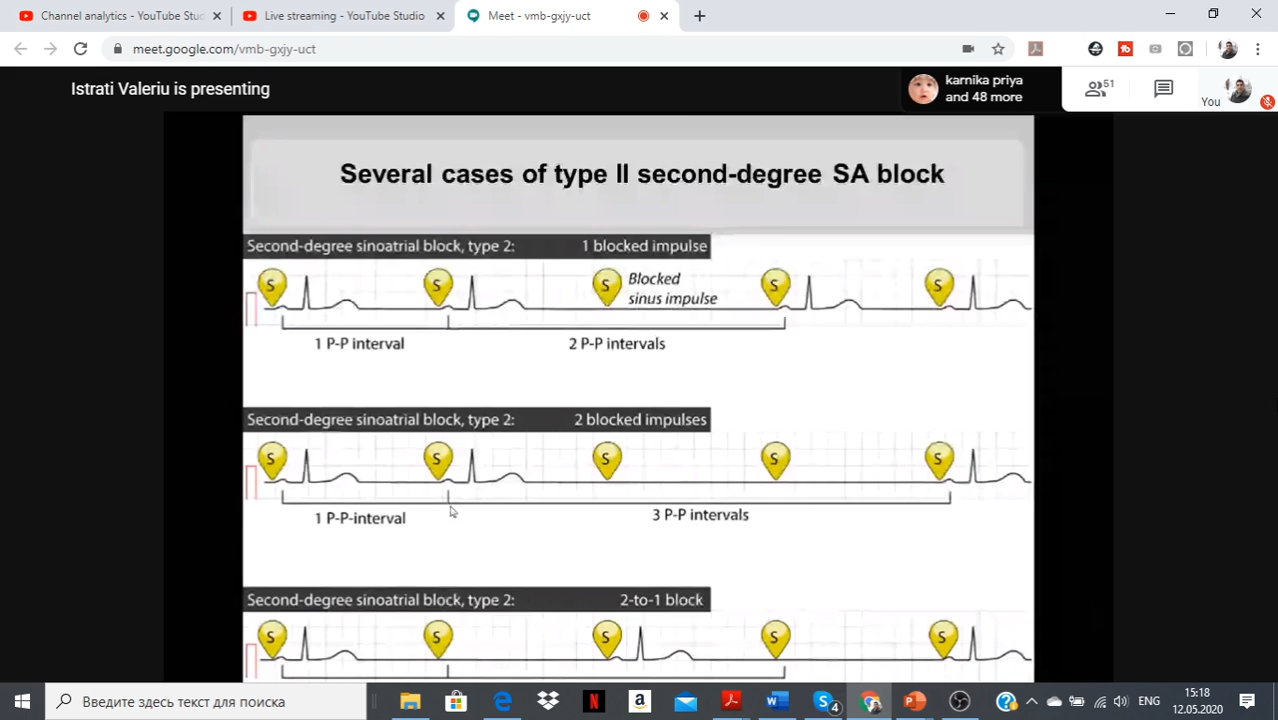 Channel analytics - YouTube Stu
Live streaming - YouTube Studio
Meet - vmb-gxjy-uct
meet.google.com/vmb-gxjy-uct
Istrati Valeriu is presenting
karnika priya
and 48 more
51
You
Several cases of type II second-degree SA block
Second-degree sinoatrial block, type 2: 1 blocked impulse
S S S S S
Blocked
sinus impulse
1 P-P interval 2 P-P intervals
Second-degree sinoatrial block, type 2: 2 blocked impulses
S S S S S
1 P-P-interval 3 P-P intervals
Second-degree sinoatrial block, type 2: 2-to-1 block
S S S S S
Введите здесь текст для поиска
4
15:18
12.05.2020